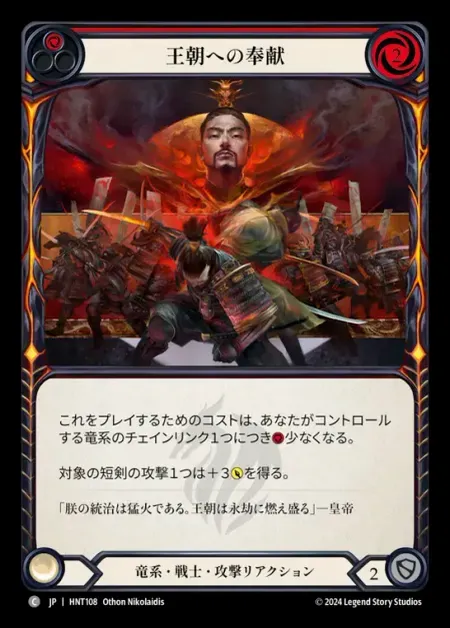 2
王朝への奉献
これをプレイするためのコストは、あなたがコントロール
する竜系のチェインリンク1つにつき少なくなる。
対象の短剣の攻撃1つは+3を得る。
「朕の統治は猛火である。王朝は永劫に燃え盛る」―皇帝
竜系・戦士・攻撃リアクション
2
C JP | HNT108 Othon Nikolaidis
© 2024 Legend Story Studios